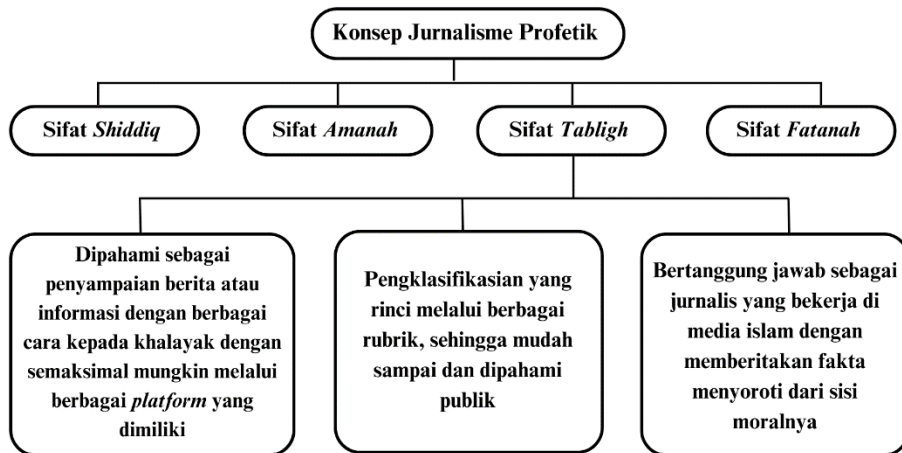 Konsep Jurnalisme Profetik
Sifat Shiddiq
Sifat Amanah
Sifat Tabligh
Sifat Fatanah
Dipahami sebagai
penyampaian berita atau
informasi dengan berbagai
cara kepada khalayak dengan
semaksimal mungkin melalui
berbagai platform yang
dimiliki
Pengklasifikasian yang
rinci melalui berbagai
rubrik, sehingga mudah
sampai dan dipahami
publik
Bertanggung jawab sebagai
jurnalis yang bekerja di
media islam dengan
memberitakan fakta
menyoroti dari sisi
moralnya